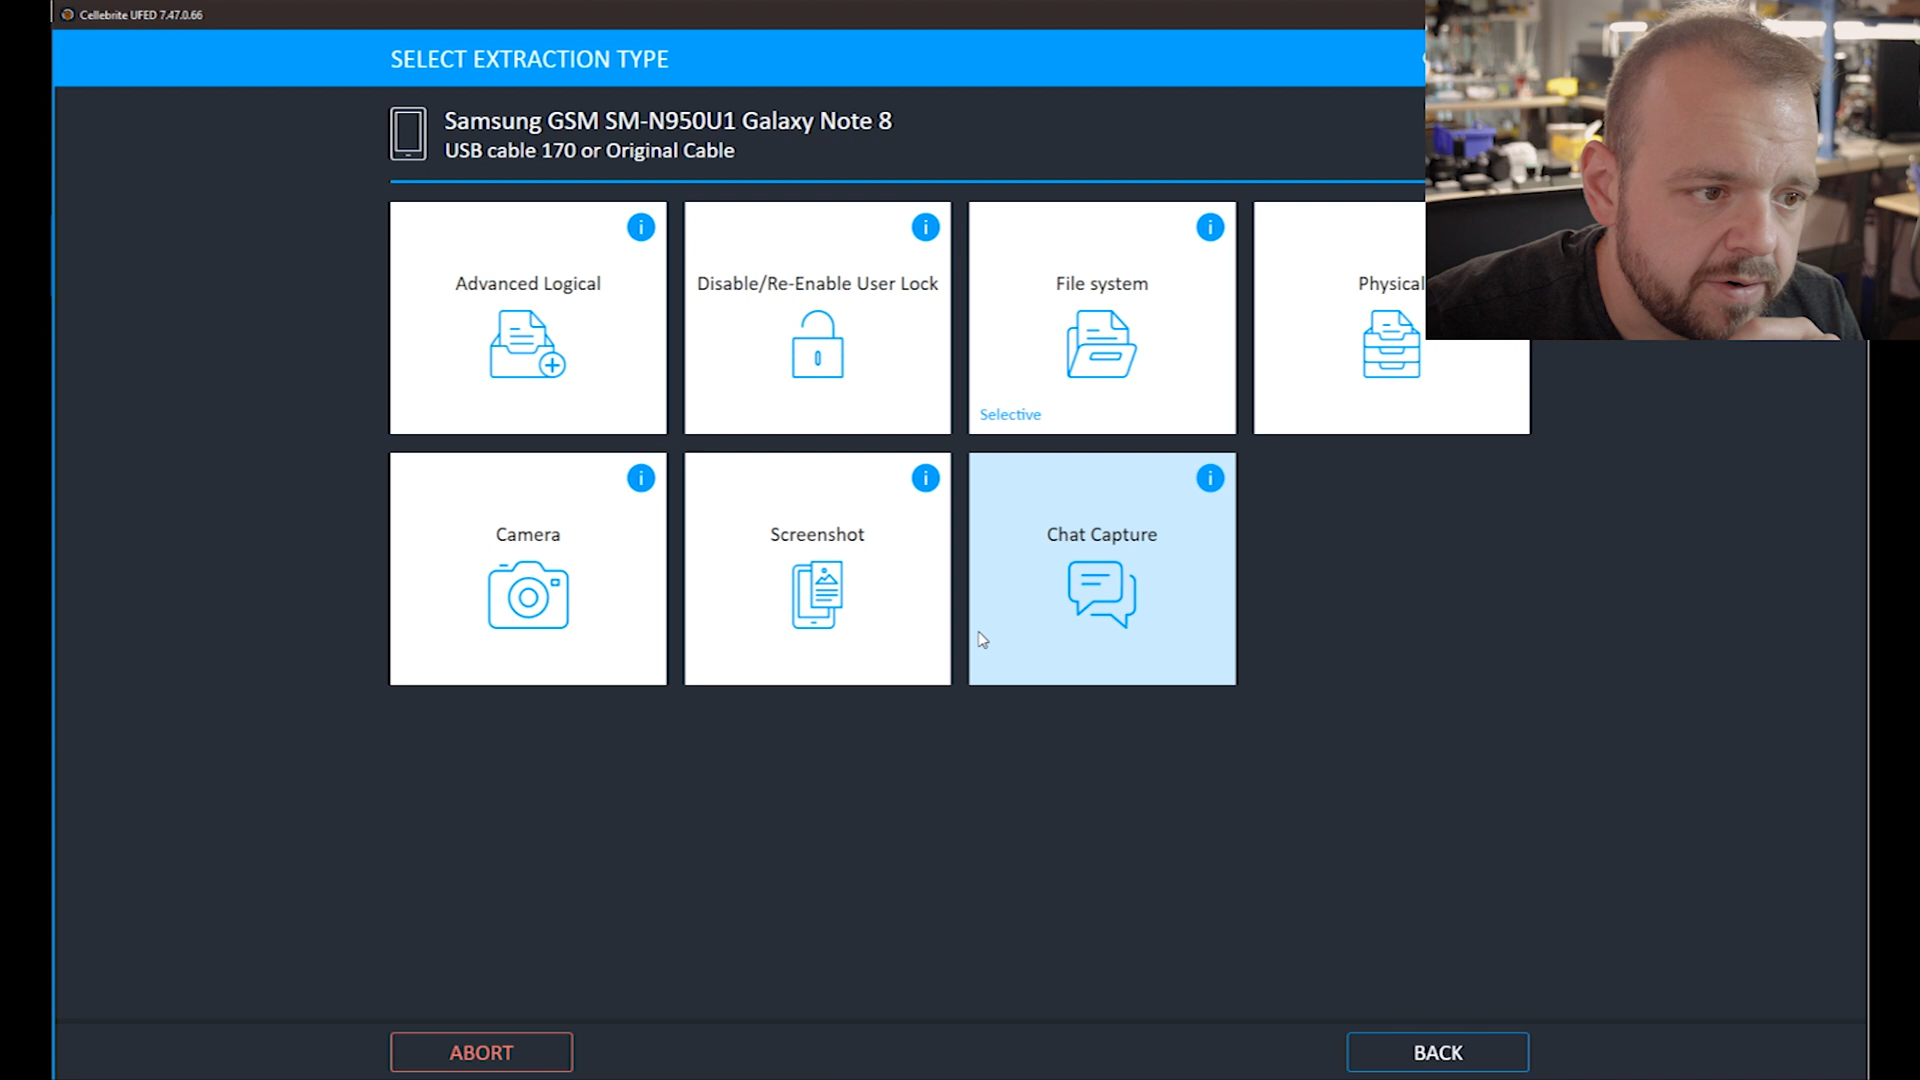 Cellebrite UFED 7.47.0.66
SELECT EXTRACTION TYPE
Samsung GSM SM-N950U1 Galaxy Note 8
USB cable 170 or Original Cable
Advanced Logical
Disable/Re-Enable User Lock
File system
Physical
Selective
Camera
Screenshot
Chat Capture
ABORT
BACK